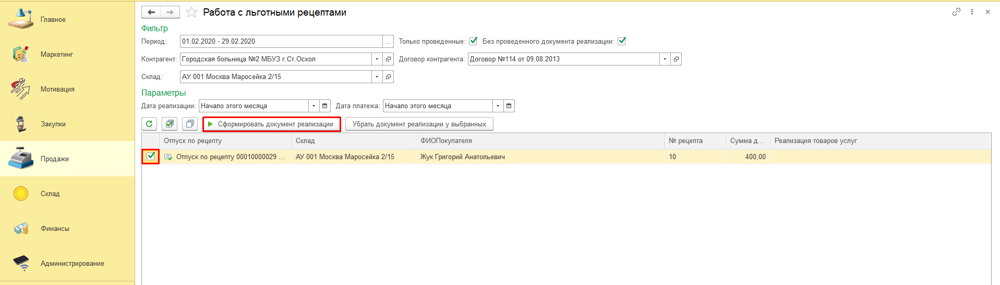 Работа с льготными рецептами
Главное
Маркетинг
Мотивация
Закупки
Продажи
Склад
Финансы
Администрирование
Фильтр
Период: 01.02.2020 - 29.02.2020 ... Только проведенные: Без проведенного документа реализации:
Контрагент: Городская больница №2 МБУЗ г.Ст.Оскол Договор контрагента: Договор №114 от 09.08.2013
Склад: АУ 001 Москва Маросейка 2/15
Параметры
Дата реализации: Начало этого месяца Дата платежа: Начало этого месяца
Сформировать документ реализации Убрать документ реализации у выбранных
Отпуск по рецепту Склад ФИОПокупателя № рецепта Сумма д... Реализация товаров услуг
Отпуск по рецепту 00010000029 ... АУ 001 Москва Маросейка 2/15 Жук Григорий Анатольевич 10 400,00